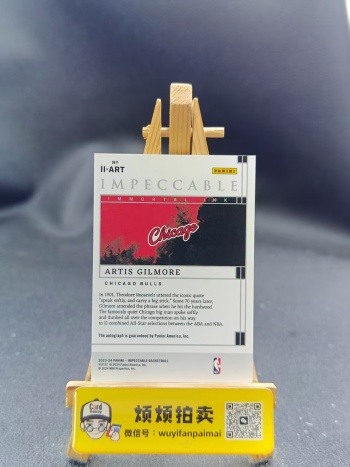 NY
II-ART
PANINI
IMPECCABLE
IMMORTAL INK
Chicago
ARTIS GILMORE
CHICAGO BULLS
In 1901, Theodore Roosevelt uttered the iconic quote
"speak softly, and carry a big stick." Some 70 years later,
Gilmore amended the phrase when he hit the hardwood.
The famously quiet Chicago big man spoke softly
and dunked all over the competition on his way
to 11 combined All-Star selections between the ABA and NBA.
The autograph is guaranteed by Panini America, Inc.
2023-24 PANINI - IMPECCABLE BASKETBALL
Card
烦烦拍卖
微信号：wuyifanpaimai